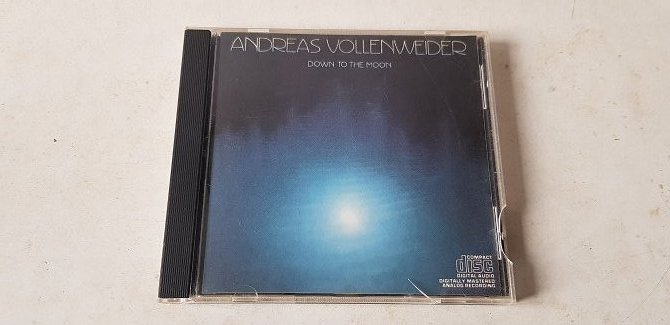 ANDREAS VOLLENWEIDER
DOWN TO THE MOON
COMPACT
disc
DIGITAL AUDIO
DIGITALLY MASTERED
ANALOG RECORDING